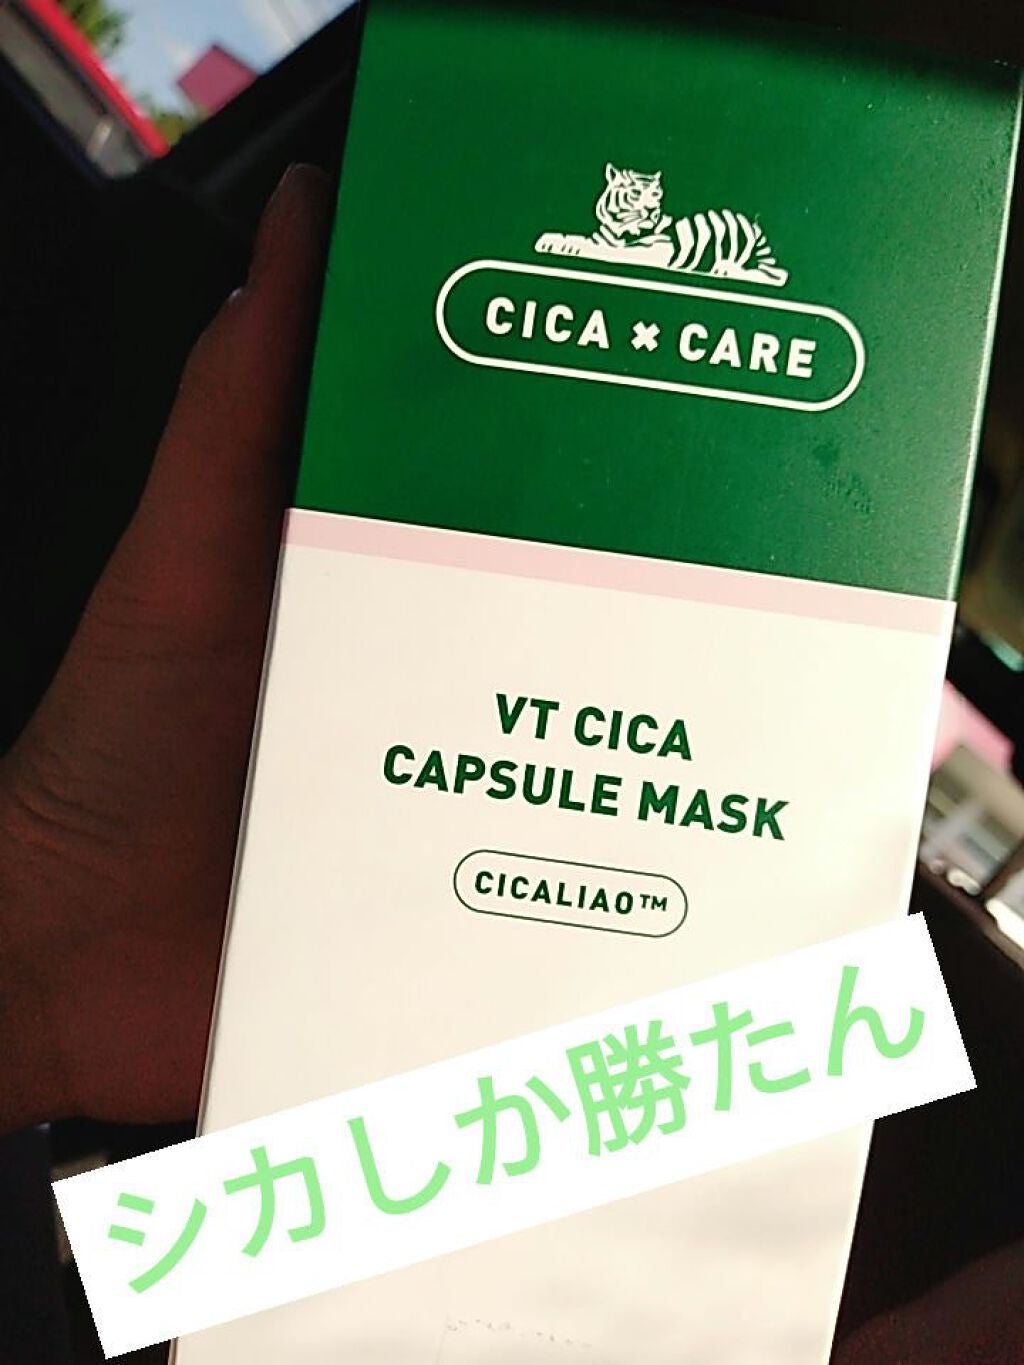 CICA × CARE
VT CICA
CAPSULE MASK
CICALIAO™
シカしか勝たん